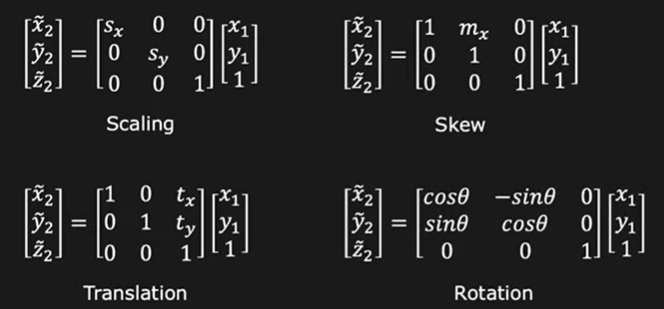 [x̃₂ ỹ₂ z̃₂] = [sₓ 0 0; 0 s_y 0; 0 0 1] [x₁ y₁ 1]
Scaling
[x̃₂ ỹ₂ z̃₂] = [1 mₓ 0; 0 1 0; 0 0 1] [x₁ y₁ 1]
Skew
[x̃₂ ỹ₂ z̃₂] = [1 0 tₓ; 0 1 t_y; 0 0 1] [x₁ y₁ 1]
Translation
[x̃₂ ỹ₂ z̃₂] = [cosθ −sinθ 0; sinθ cosθ 0; 0 0 1] [x₁ y₁ 1]
Rotation